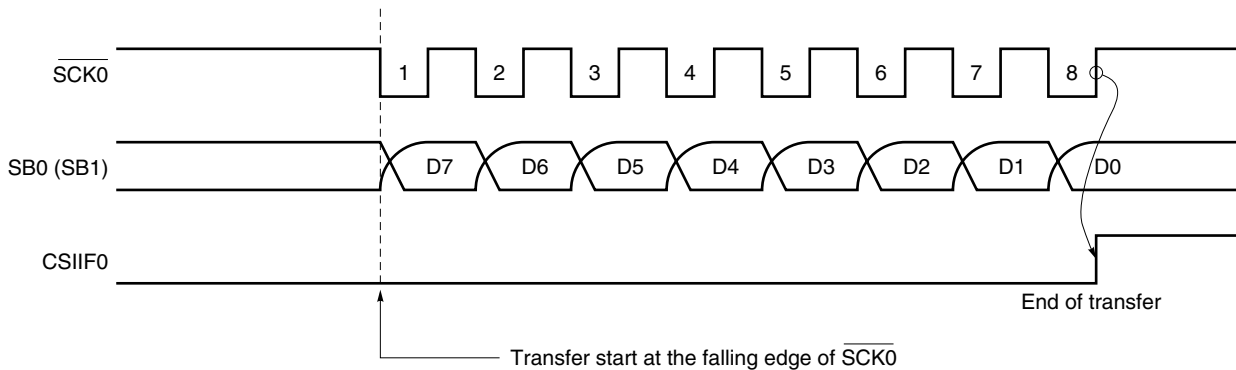 SCK0 1 2 3 4 5 6 7 8
SB0 (SB1) D7 D6 D5 D4 D3 D2 D1 D0
CSIIF0
End of transfer
Transfer start at the falling edge of SCK0